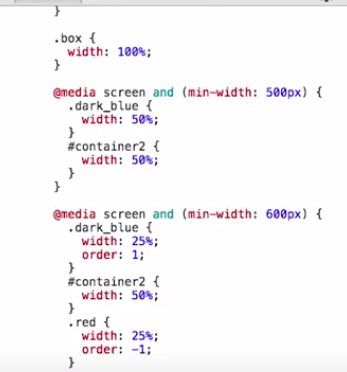 }
.box {
width: 100%;
}
@media screen and (min-width: 500px) {
.dark_blue {
width: 50%;
}
#container2 {
width: 50%;
}
}
@media screen and (min-width: 600px) {
.dark_blue {
width: 25%;
order: 1;
}
#container2 {
width: 50%;
}
.red {
width: 25%;
order: -1;
}